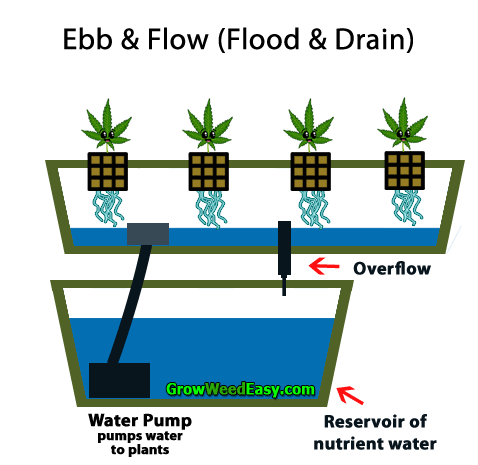 Ebb & Flow (Flood & Drain)
Overflow
GrowWeedEasy.com
Water Pump
pumps water
to plants
Reservoir of
nutrient water